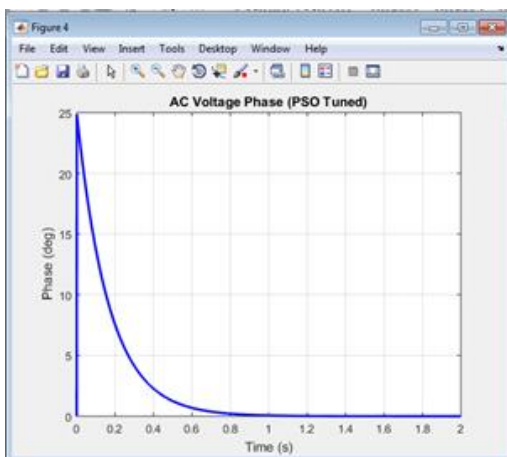 Figure 4
File Edit View Insert Tools Desktop Window Help
AC Voltage Phase (PSO Tuned)
25
20
15
10
5
0
Phase (deg)
0 0.2 0.4 0.6 0.8 1 1.2 1.4 1.6 1.8 2
Time (s)